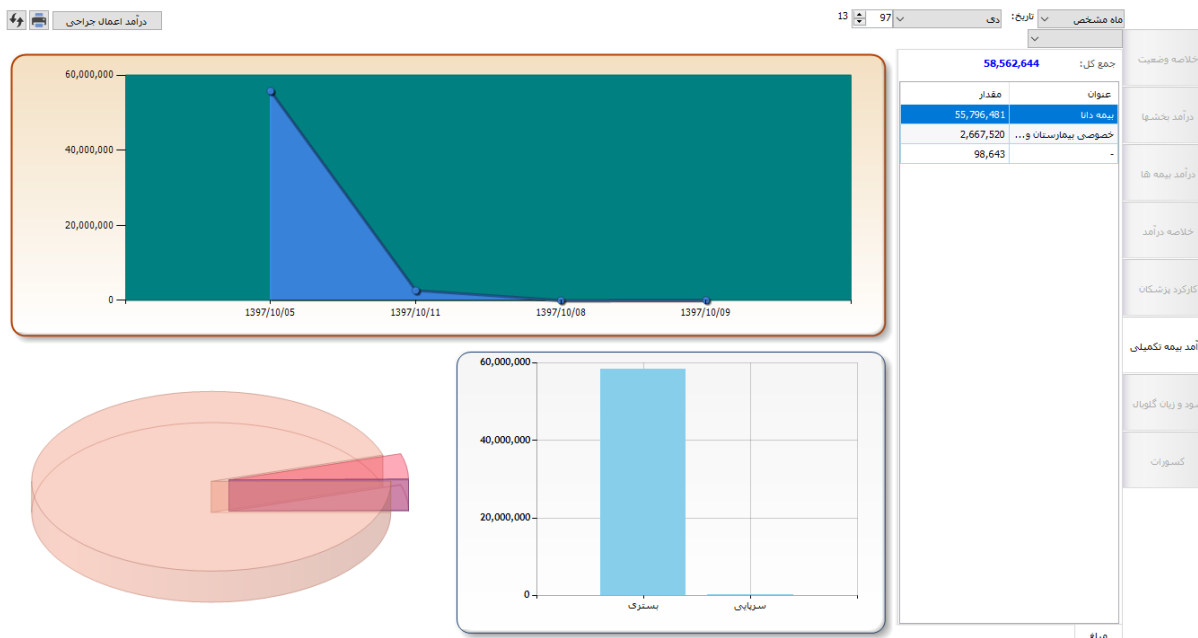 ماه مشخص
تاریخ:
دی
97
13
درآمد اعمال جراحی
جمع کل:
58,562,644
عنوان مقدار
بیمه دانا 55,796,481
خصوصی بیمارستان و... 2,667,520
- 98,643
خلاصه وضعیت
درآمد بخشها
درآمد بیمه ها
خلاصه درآمد
کارکرد پزشکان
آمد بیمه تکمیلی
سود و زیان گلوبال
کسورات
60,000,000
40,000,000
20,000,000
0
1397/10/05
1397/10/11
1397/10/08
1397/10/09
60,000,000
40,000,000
20,000,000
0
بستری
سرپایی
مبلغ